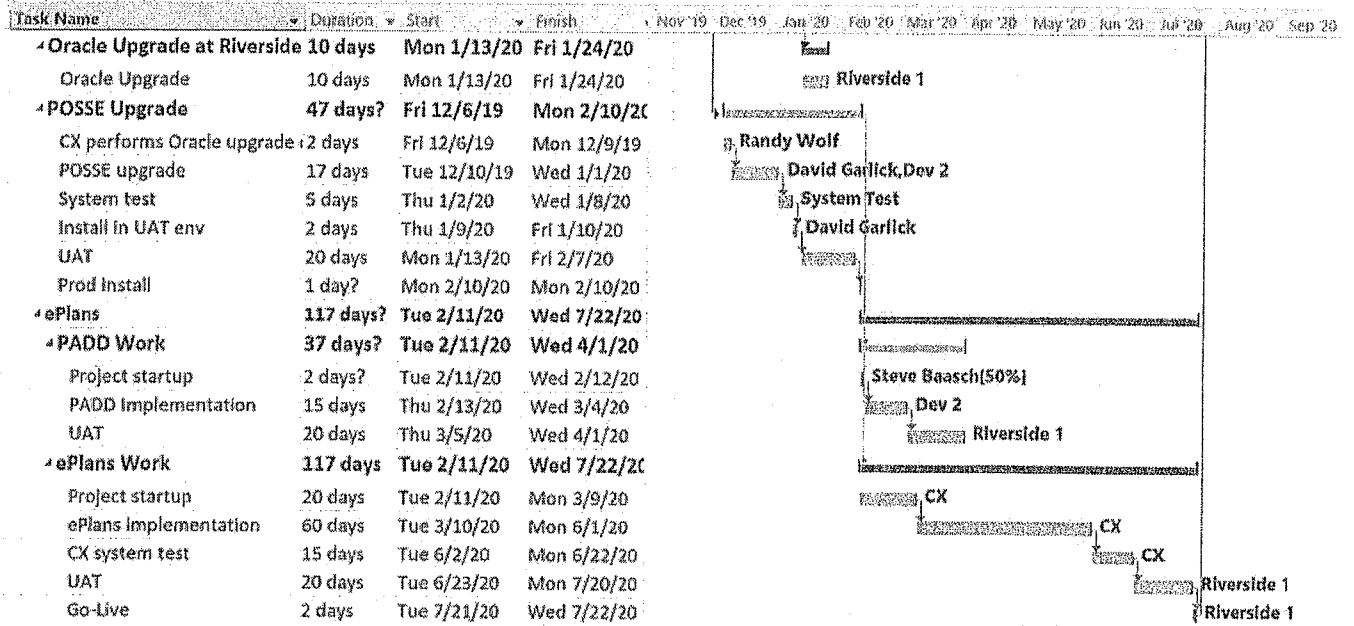 Task Name Duration Start Finish Nov '19 Dec '19 Jan '20 Feb '20 Mar '20 Apr '20 May '20 Jun '20 Jul '20 Aug '20 Sep '20
Oracle Upgrade at Riverside 10 days Mon 1/13/20 Fri 1/24/20
Oracle Upgrade 10 days Mon 1/13/20 Fri 1/24/20 Riverside 1
POSSE Upgrade 47 days? Fri 12/6/19 Mon 2/10/20
CX performs Oracle upgrade 2 days Fri 12/6/19 Mon 12/9/19 Randy Wolf
POSSE upgrade 17 days Tue 12/10/19 Wed 1/1/20 David Garlick,Dev 2
System test 5 days Thu 1/2/20 Wed 1/8/20 System Test
Install in UAT env 2 days Thu 1/9/20 Fri 1/10/20 David Garlick
UAT 20 days Mon 1/13/20 Fri 2/7/20
Prod Install 1 day? Mon 2/10/20 Mon 2/10/20
ePlans 117 days? Tue 2/11/20 Wed 7/22/20
PADD Work 37 days? Tue 2/11/20 Wed 4/1/20
Project startup 2 days? Tue 2/11/20 Wed 2/12/20 Steve Baasch[50%]
PADD Implementation 15 days Thu 2/13/20 Wed 3/4/20 Dev 2
UAT 20 days Thu 3/5/20 Wed 4/1/20 Riverside 1
ePlans Work 117 days Tue 2/11/20 Wed 7/22/20
Project startup 20 days Tue 2/11/20 Mon 3/9/20 CX
ePlans Implementation 60 days Tue 3/10/20 Mon 6/1/20 CX
CX system test 15 days Tue 6/2/20 Mon 6/22/20 CX
UAT 20 days Tue 6/23/20 Mon 7/20/20 Riverside 1
Go-Live 2 days Tue 7/21/20 Wed 7/22/20 Riverside 1